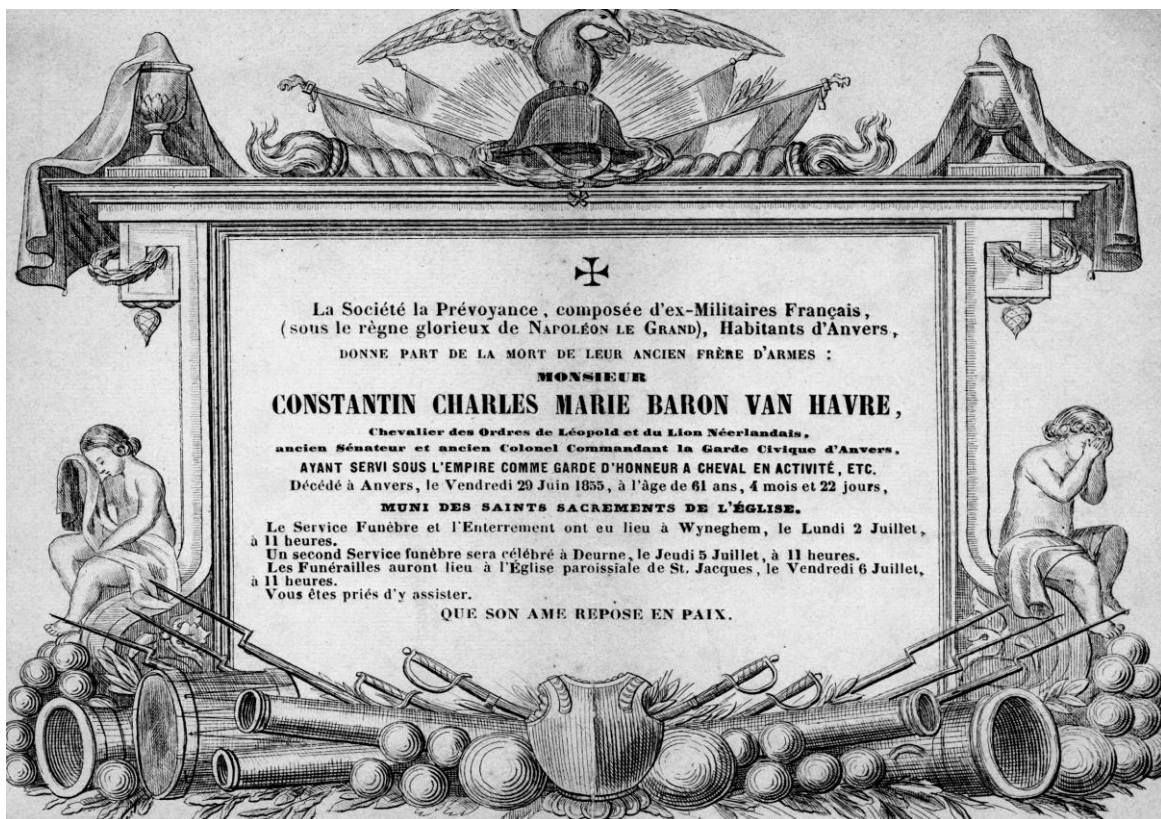 La Société la Prévoyance, composée d'ex-Militaires Français,
(sous le règne glorieux de NAPOLÉON LE GRAND), Habitants d'Anvers,
DONNE PART DE LA MORT DE LEUR ANCIEN FRÈRE D'ARMES :
MONSIEUR
CONSTANTIN CHARLES MARIE BARON VAN HAVRE,
Chevalier des Ordres de Léopold et du Lion Néerlandais,
ancien Sénateur et ancien Colonel Commandant la Garde Civique d'Anvers,
AYANT SERVI SOUS L'EMPIRE COMME GARDE D'HONNEUR A CHEVAL EN ACTIVITÉ, ETC.
Décédé à Anvers, le Vendredi 29 Juin 1855, à l'âge de 61 ans, 4 mois et 22 jours,
MUNI DES SAINTS SACREMENTS DE L'ÉGLISE.
Le Service Funèbre et l'Enterrement ont eu lieu à Wyneghem, le Lundi 2 Juillet,
à 11 heures.
Un second Service funèbre sera célébré à Deurne, le Jeudi 5 Juillet, à 11 heures.
Les Funérailles auront lieu à l'Église paroissiale de St. Jacques, le Vendredi 6 Juillet,
à 11 heures.
Vous êtes priés d'y assister.
QUE SON AME REPOSE EN PAIX.